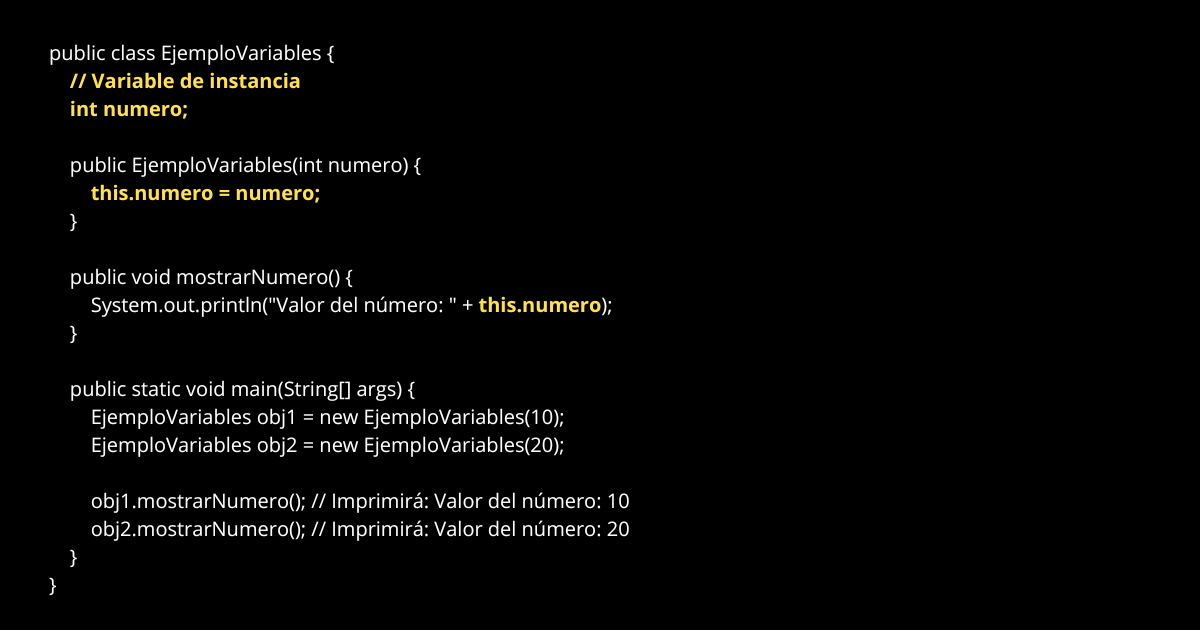 public class EjemploVariables {
// Variable de instancia
int numero;
public EjemploVariables(int numero) {
this.numero = numero;
}
public void mostrarNumero() {
System.out.println("Valor del número: " + this.numero);
}
public static void main(String[] args) {
EjemploVariables obj1 = new EjemploVariables(10);
EjemploVariables obj2 = new EjemploVariables(20);
obj1.mostrarNumero(); // Imprimirá: Valor del número: 10
obj2.mostrarNumero(); // Imprimirá: Valor del número: 20
}
}